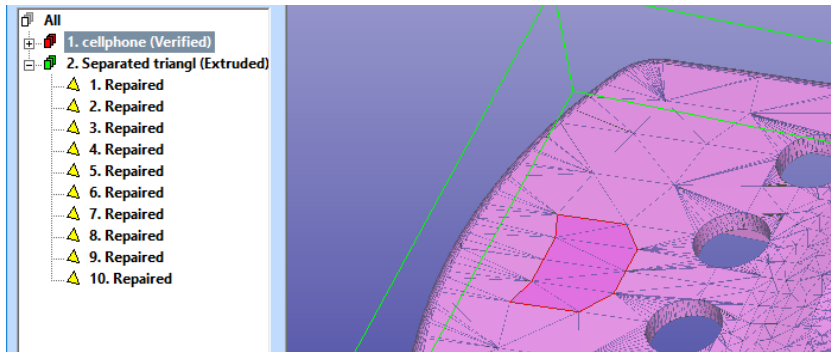 All
1. cellphone (Verified)
2. Separated triangl (Extruded)
1. Repaired
2. Repaired
3. Repaired
4. Repaired
5. Repaired
6. Repaired
7. Repaired
8. Repaired
9. Repaired
10. Repaired